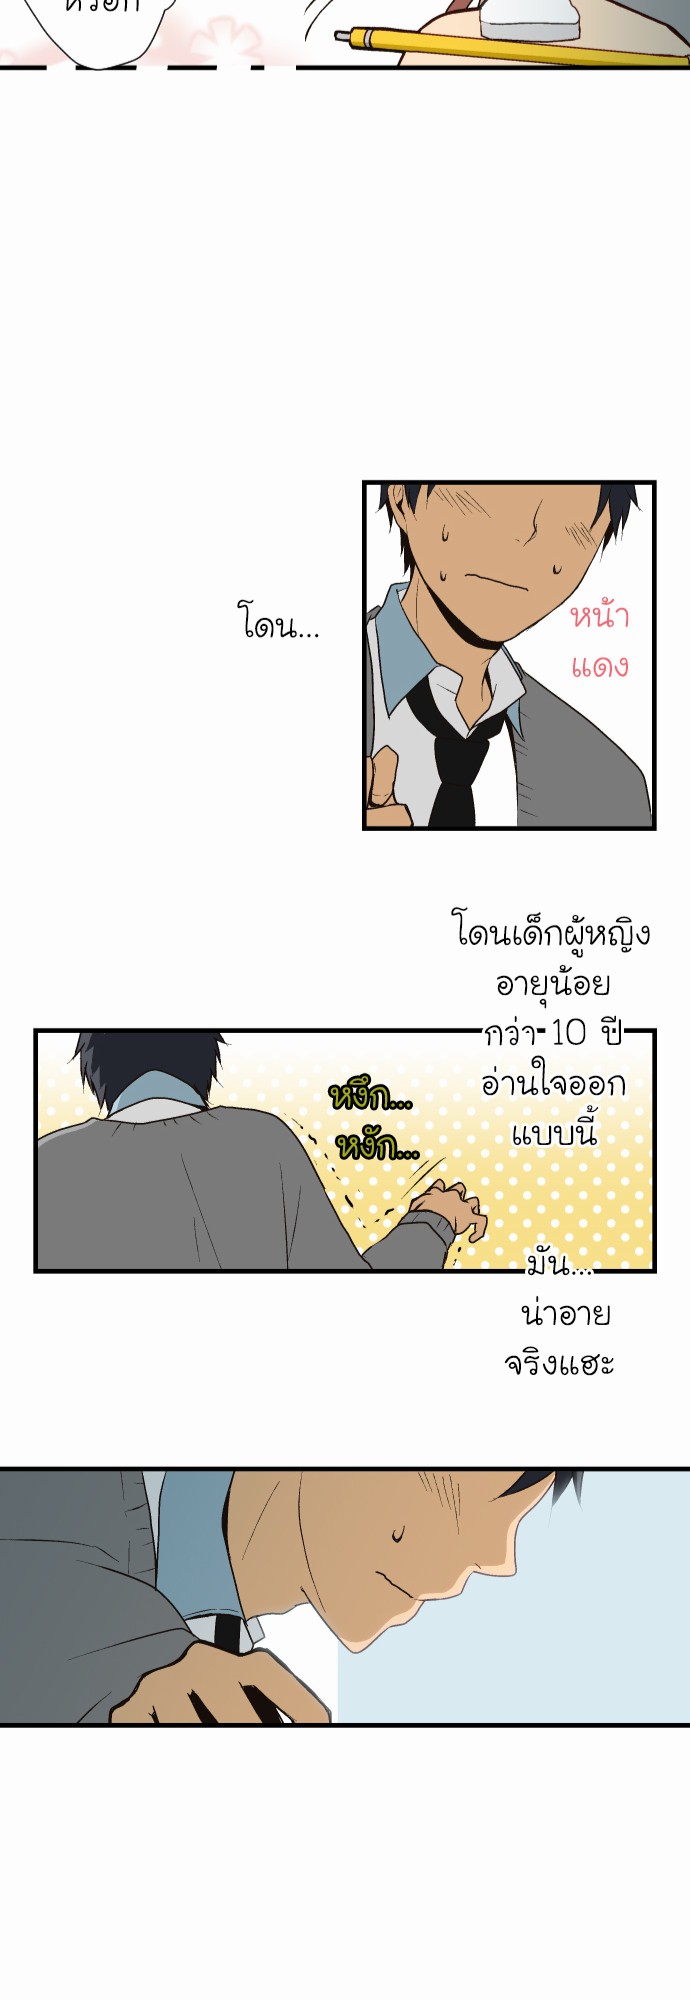 โดน...
หน้า
แดง
โดนเด็กผู้หญิง
อายุน้อย
กว่า 10 ปี
อ่านใจออก
แบบนี้
หงึก...
หงัก...
มัน...
น่าอาย
จริงแฮะ